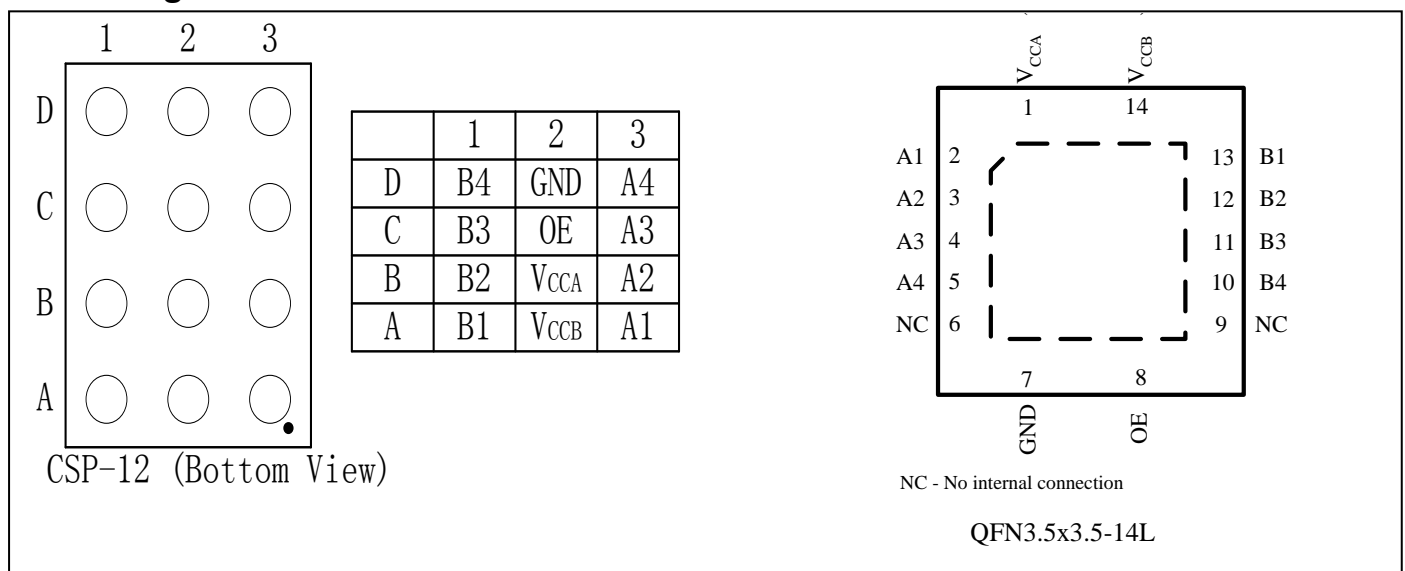 1 2 3
D
C
B
A
CSP-12 (Bottom View)
1 2 3
D B4 GND A4
C B3 OE A3
B B2 VCCA A2
A B1 VCCB A1
VCCA VCCB
1 14
A1 2 13 B1
A2 3 12 B2
A3 4 11 B3
A4 5 10 B4
NC 6 9 NC
7 8
GND OE
NC - No internal connection
QFN3.5x3.5-14L